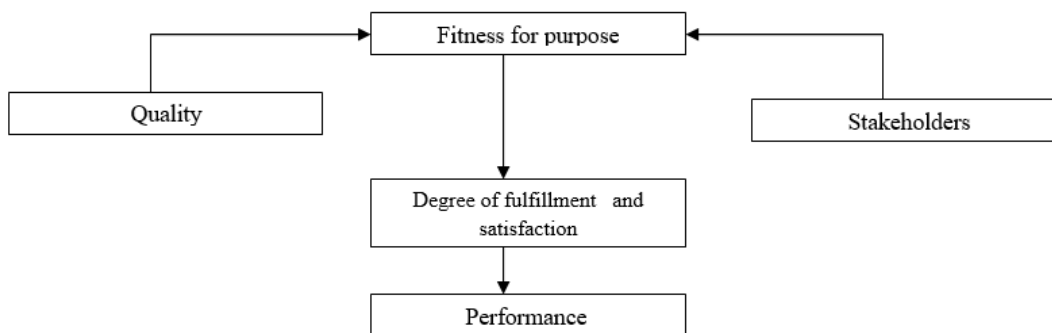 Fitness for purpose
Quality
Stakeholders
Degree of fulfillment and
satisfaction
Performance